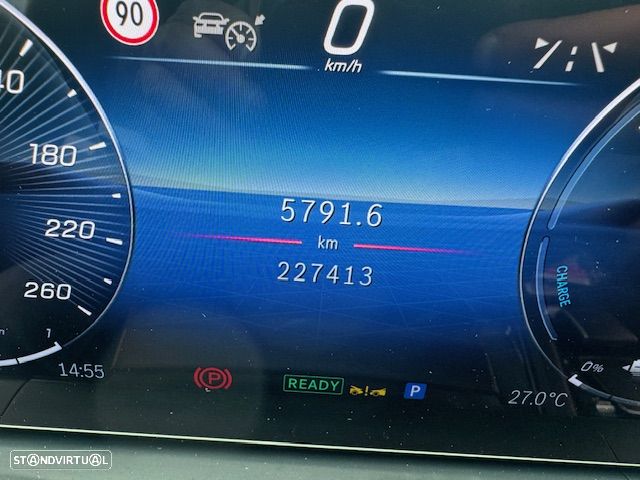 90
0
km/h
40
180
220
260
5791.6
km
227413
CHARGE
0%
1
14:55
P
READY
P
27.0°C
STANDVIRTUAL